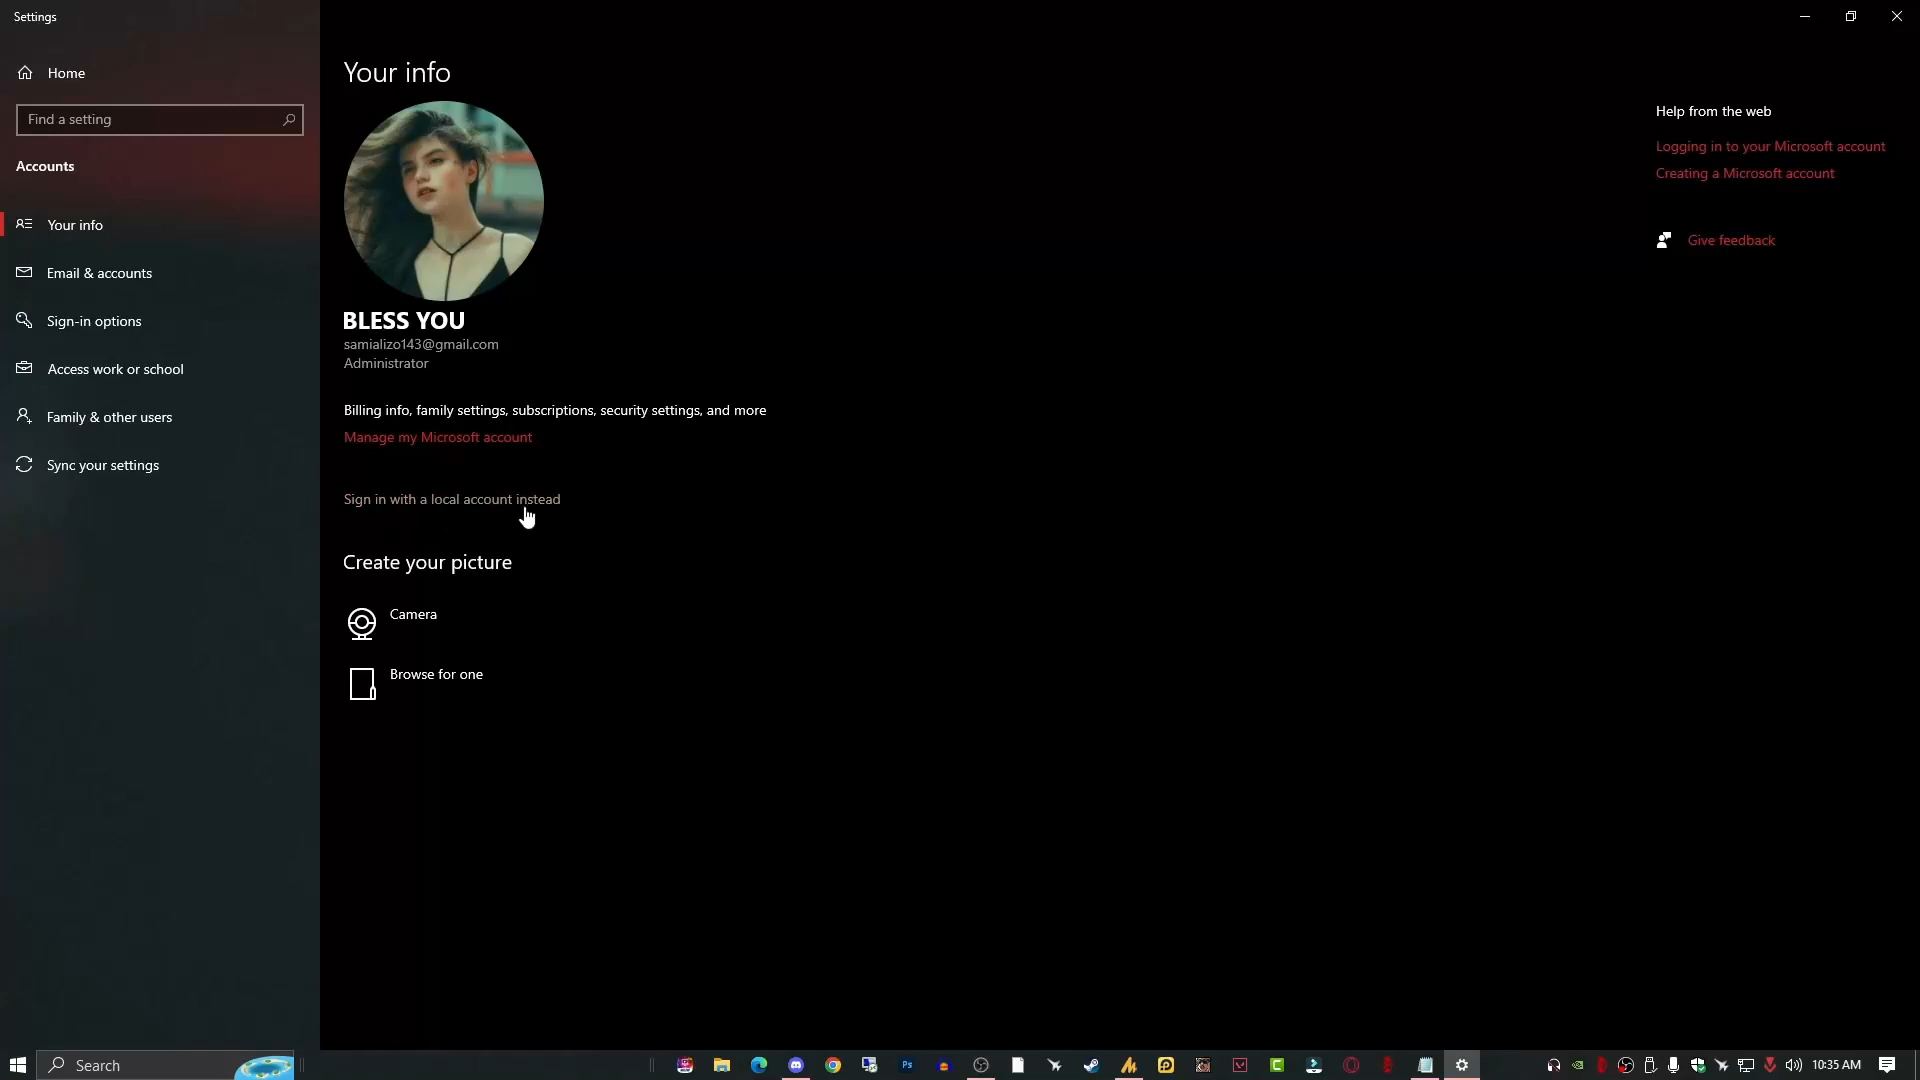 Settings
Home
Find a setting
Accounts
Your info
Email & accounts
Sign-in options
Access work or school
Family & other users
Sync your settings
Your info
BLESS YOU
samializo143@gmail.com
Administrator
Billing info, family settings, subscriptions, security settings, and more
Manage my Microsoft account
Sign in with a local account instead
Create your picture
Camera
Browse for one
Help from the web
Logging in to your Microsoft account
Creating a Microsoft account
Give feedback
Search
Ps
10:35 AM